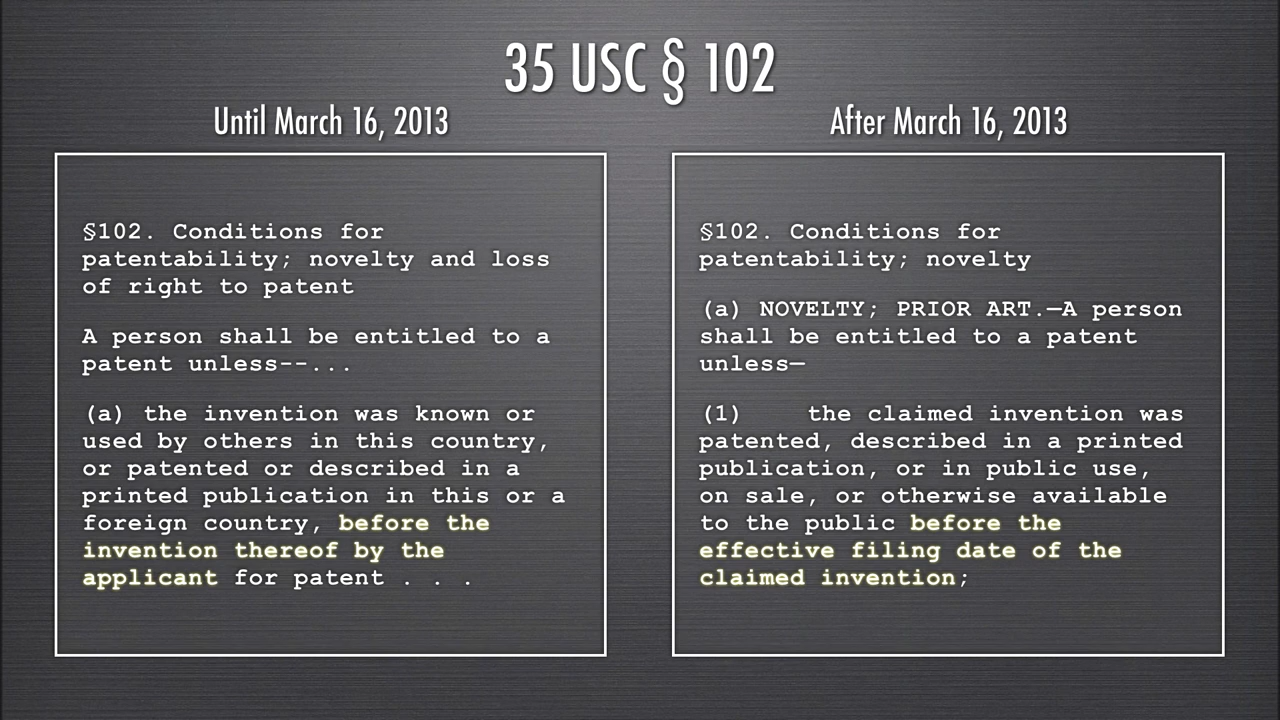 35 USC § 102
Until March 16, 2013
§102. Conditions for
patentability; novelty and loss
of right to patent
A person shall be entitled to a
patent unless--...
(a) the invention was known or
used by others in this country,
or patented or described in a
printed publication in this or a
foreign country, before the
invention thereof by the
applicant for patent . . .
After March 16, 2013
§102. Conditions for
patentability; novelty
(a) NOVELTY; PRIOR ART.—A person
shall be entitled to a patent
unless—
(1) the claimed invention was
patented, described in a printed
publication, or in public use,
on sale, or otherwise available
to the public before the
effective filing date of the
claimed invention;